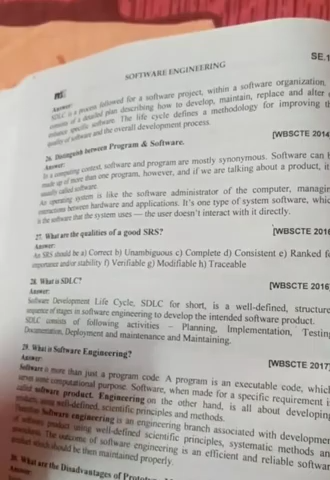 SE.1
SOFTWARE ENGINEERING
Answer:
SDLC is a process followed for a software project, within a software organization.
consists of a detailed plan describing how to develop, maintain, replace and alter
enhance specific software. The life cycle defines a methodology for improving th
quality of software and the overall development process.
[WBSCTE 2014
26. Distinguish between Program & Software.
Answer:
In a computing context, software and program are mostly synonymous. Software can b
made up of more than one program, however, and if we are talking about a product, it
usually called software.
An operating system is like the software administrator of the computer, managin
interactions between hardware and applications. It's one type of system software, whic
is the software that the system uses — the user doesn't interact with it directly.
27. What are the qualities of a good SRS? [WBSCTE 2016
Answer:
An SRS should be a) Correct b) Unambiguous c) Complete d) Consistent e) Ranked fo
importance and/or stability f) Verifiable g) Modifiable h) Traceable
28. What is SDLC? [WBSCTE 2016
Answer:
Software Development Life Cycle, SDLC for short, is a well-defined, structure
sequence of stages in software engineering to develop the intended software product.
SDLC consists of following activities – Planning, Implementation, Testing
Documentation, Deployment and maintenance and Maintaining.
29. What is Software Engineering? [WBSCTE 2017]
Answer:
Software is more than just a program code. A program is an executable code, which
serves some computational purpose. Software, when made for a specific requirement is
called software product. Engineering on the other hand, is all about developing
products using well-defined, scientific principles and methods.
Therefore Software engineering is an engineering branch associated with developmen
of software product using well-defined scientific principles, systematic methods an
procedures. The outcome of software engineering is an efficient and reliable softwar
product which should be then maintained properly.
30. What are the Disadvantages of
Answer: